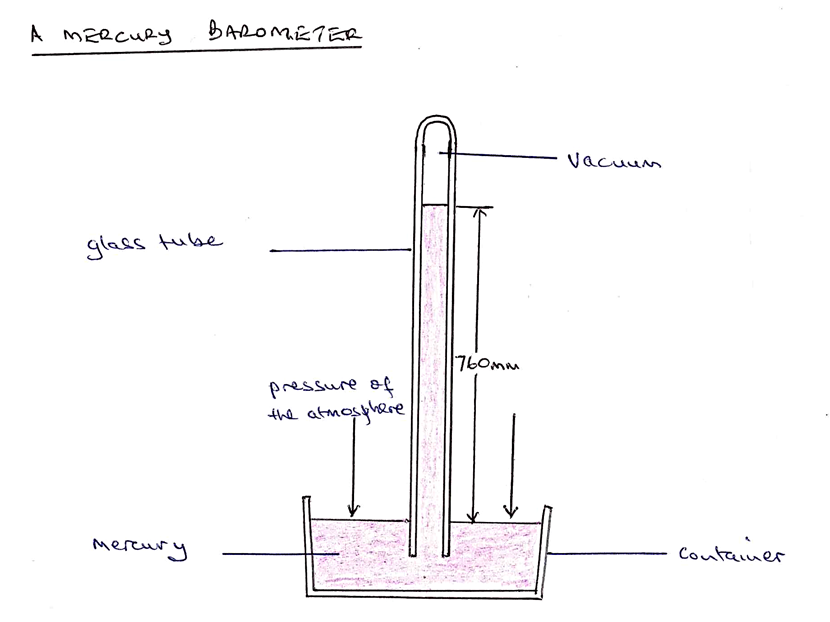 A MERCURY BAROMETER
Vacuum
glass tube
760mm
pressure of
the atmosphere
Mercury
Container